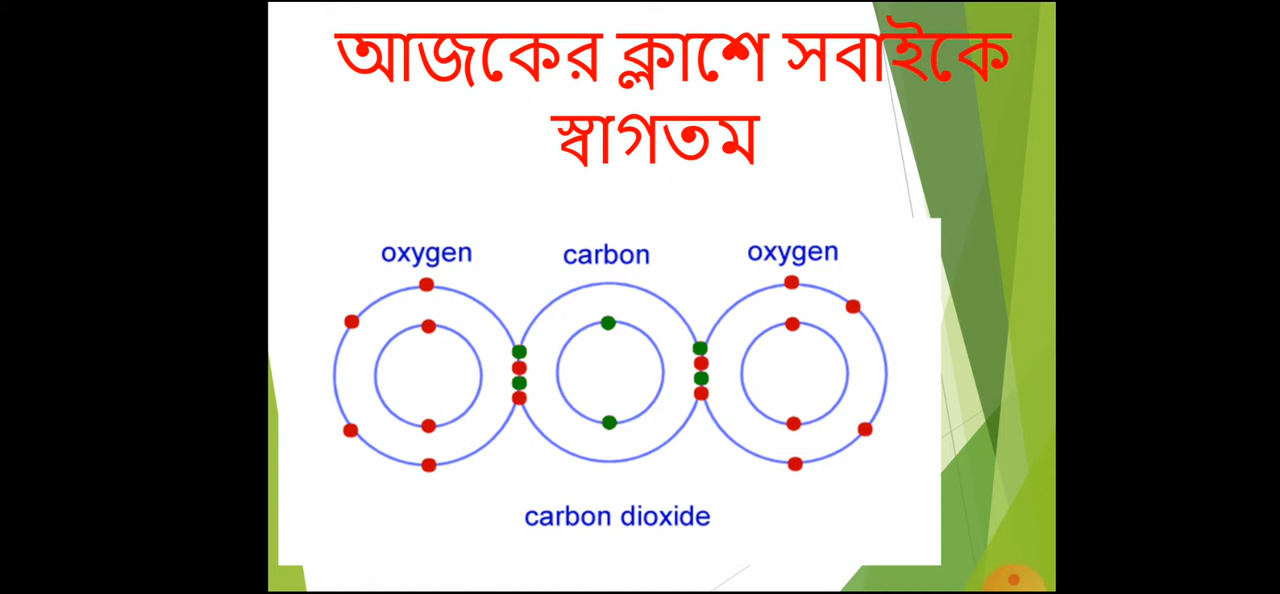 আজকের ক্লাশে সবাইকে
স্বাগতম
oxygen carbon oxygen
carbon dioxide